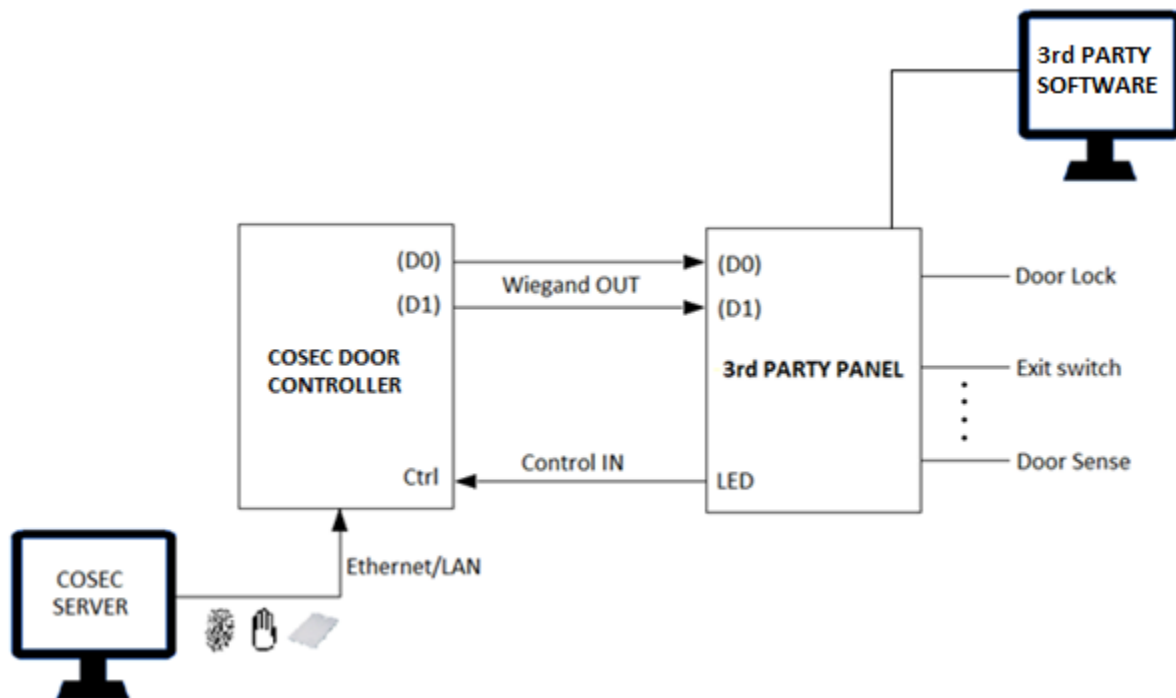 3rd PARTY
SOFTWARE
(D0)
(D0)
Wiegand OUT
Door Lock
(D1)
(D1)
COSEC DOOR
CONTROLLER
3rd PARTY PANEL
Exit switch
Control IN
Door Sense
Ctrl
LED
Ethernet/LAN
COSEC
SERVER